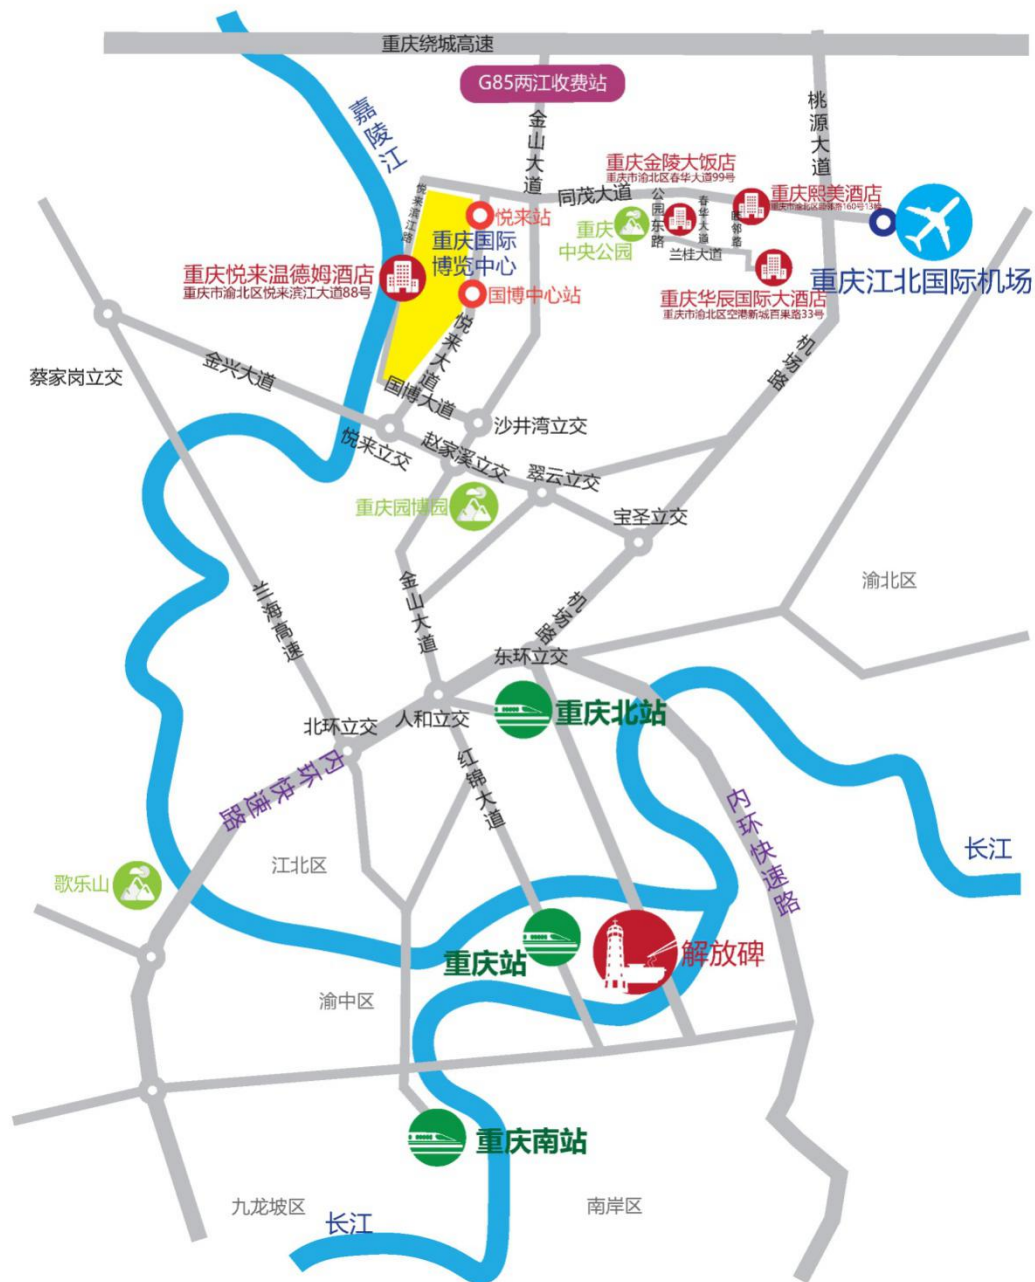 重庆绕城高速
G85两江收费站
嘉陵江
金山大道
桃源大道
重庆金陵大饭店
重庆市渝北区春华大道99号
同茂大道
重庆熙美酒店
悦来滨江路
悦来站
重庆国际
博览中心
国博中心站
重庆
中央公园
公园东路
春华大道
兰桂大道
重庆江北国际机场
重庆悦来温德姆酒店
重庆市渝北区悦来滨江大道88号
重庆华辰国际大酒店
重庆市渝北区空港新城百果路33号
悦来大道
机场路
金兴大道
蔡家岗立交
国博大道
沙井湾立交
悦来立交
赵家溪立交
翠云立交
重庆园博园
宝圣立交
渝北区
兰海高速
金山大道
机场路
东环立交
北环立交
人和立交
重庆北站
内环快速路
红锦大道
内环快速路
长江
江北区
歌乐山
重庆站
解放碑
渝中区
重庆南站
九龙坡区
长江
南岸区